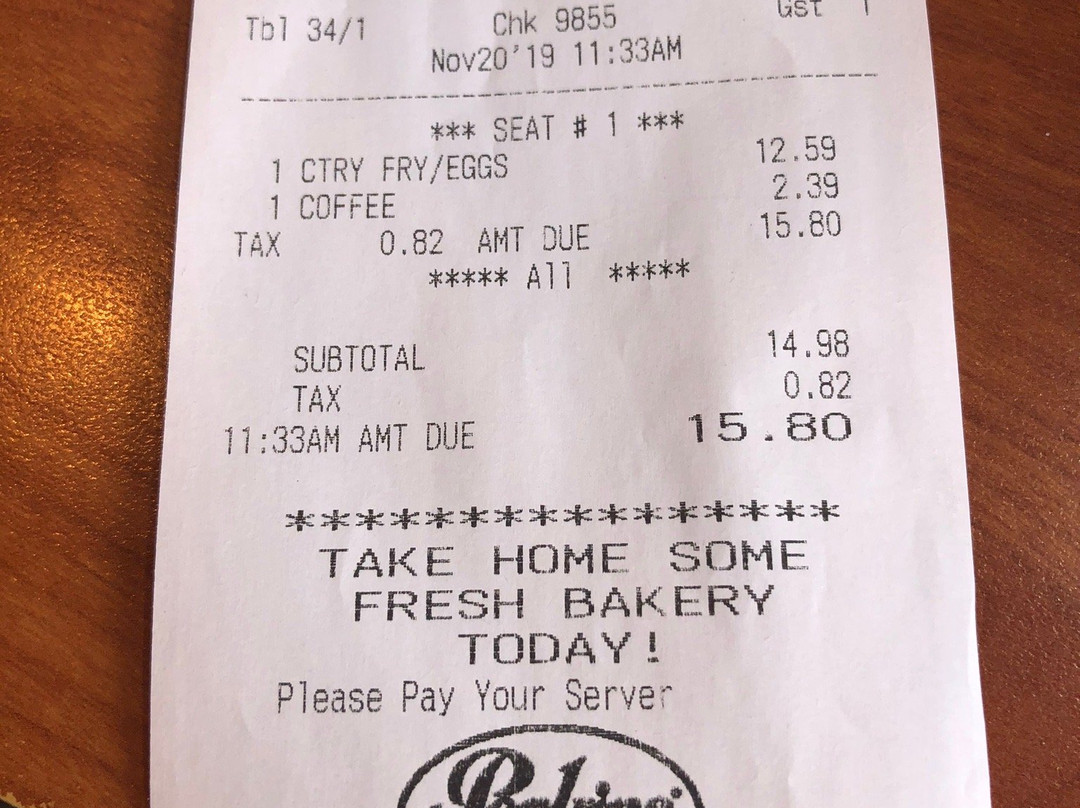 Tbl 34/1 Chk 9855 Gst 1
Nov20'19 11:33AM
*** SEAT # 1 ***
1 CTRY FRY/EGGS 12.59
1 COFFEE 2.39
TAX 0.82 AMT DUE 15.80
***** All *****
SUBTOTAL 14.98
TAX 0.82
11:33AM AMT DUE 15.80
****************
TAKE HOME SOME
FRESH BAKERY
TODAY!
Please Pay Your Server